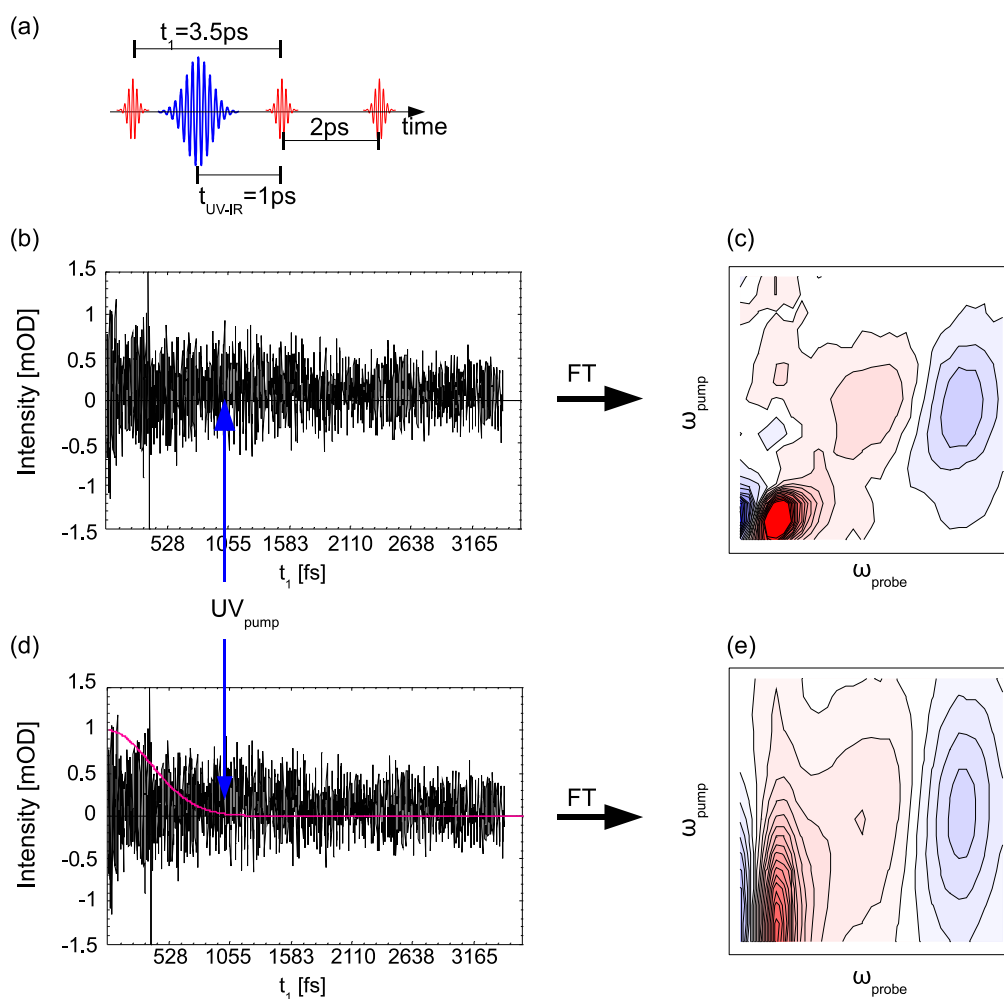 (a)
t1=3.5ps
time
2ps
tUV-IR=1ps
(b)
(c)
1.5
1
0.5
0
-0.5
-1
-1.5
Intensity [mOD]
528 1055 1583 2110 2638 3165
t1 [fs]
FT
ωpump
ωprobe
UVpump
(d)
(e)
1.5
1
0.5
0
-0.5
-1
-1.5
Intensity [mOD]
528 1055 1583 2110 2638 3165
t1 [fs]
FT
ωpump
ωprobe